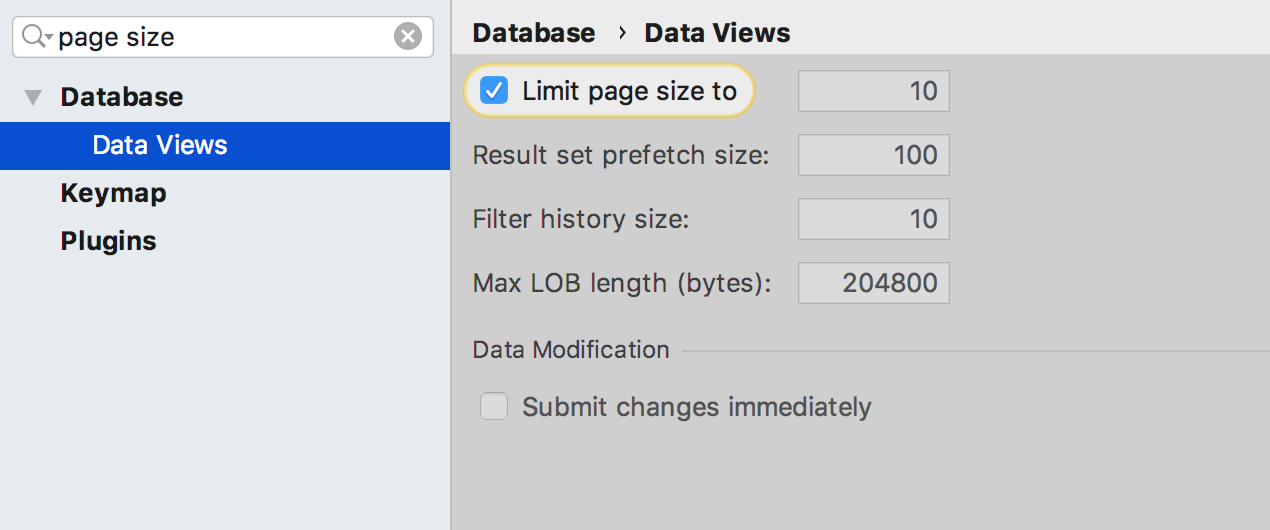 page size
Database
Data Views
Keymap
Plugins
Database › Data Views
Limit page size to 10
Result set prefetch size: 100
Filter history size: 10
Max LOB length (bytes): 204800
Data Modification
Submit changes immediately